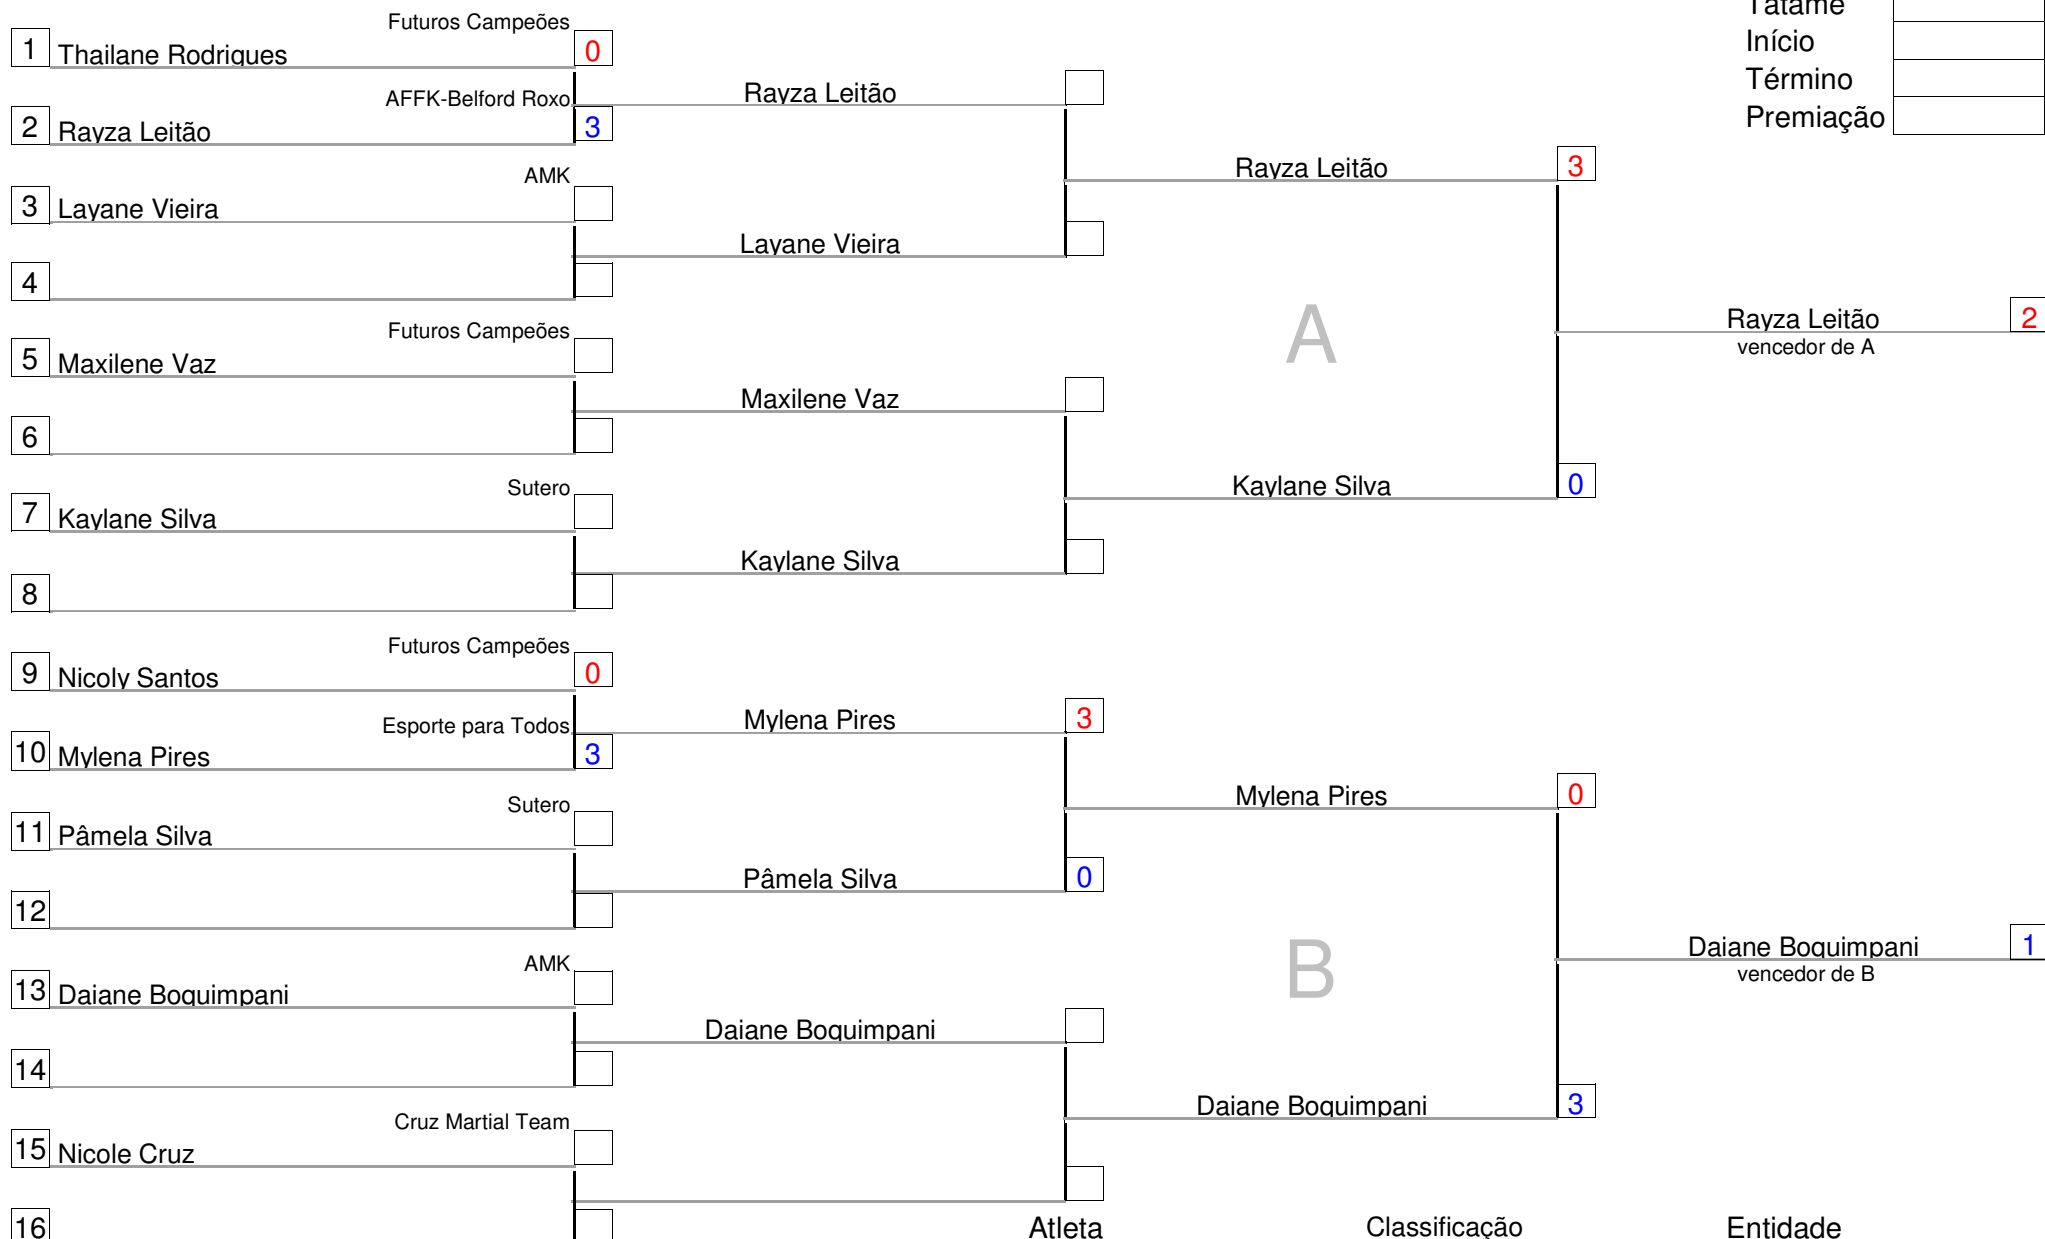 Tatame
Início
Término
Premiação
Futuros Campeões
1 Thailane Rodrigues 0
AFFK-Belford Roxo
2 Rayza Leitão 3
Rayza Leitão
AMK
3 Layane Vieira
4
Layane Vieira
Rayza Leitão 3
Futuros Campeões
5 Maxilene Vaz
6
Maxilene Vaz
Sutero
7 Kaylane Silva
8
Kaylane Silva
Kaylane Silva 0
A
Rayza Leitão 2
vencedor de A
Futuros Campeões
9 Nicoly Santos 0
Esporte para Todos
10 Mylena Pires 3
Mylena Pires 3
Sutero
11 Pâmela Silva
12
Pâmela Silva 0
Mylena Pires 0
AMK
13 Daiane Boquimpani
14
Daiane Boquimpani
Cruz Martial Team
15 Nicole Cruz
16
Daiane Boquimpani 3
B
Daiane Boquimpani 1
vencedor de B
Atleta Classificação Entidade